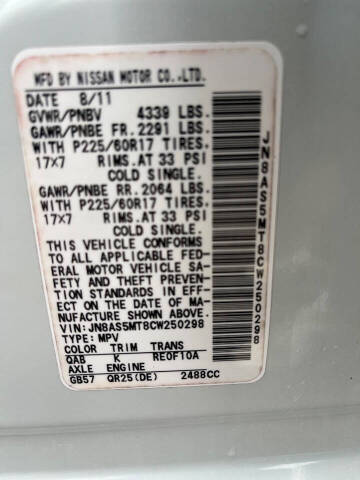 MFD BY NISSAN MOTOR CO.,LTD.
DATE 8/11
GVWR/PNBV 4339 LBS.
GAWR/PNBE FR. 2291 LBS.
WITH P225/60R17 TIRES,
17X7 RIMS. AT 33 PSI
COLD SINGLE.
GAWR/PNBE RR. 2064 LBS.
WITH P225/60R17 TIRES,
17X7 RIMS. AT 33 PSI
COLD SINGLE.
THIS VEHICLE CONFORMS
TO ALL APPLICABLE FED-
ERAL MOTOR VEHICLE SA-
FETY AND THEFT PREVEN-
TION STANDARDS IN EFF-
ECT ON THE DATE OF MA-
NUFACTURE SHOWN ABOVE.
VIN:JN8AS5MT8CW250298
TYPE: MPV
COLOR TRIM TRANS
QAB K RE0F10A
AXLE ENGINE
GB57 QR25(DE) 2488CC
JN8AS5MT8CW250298